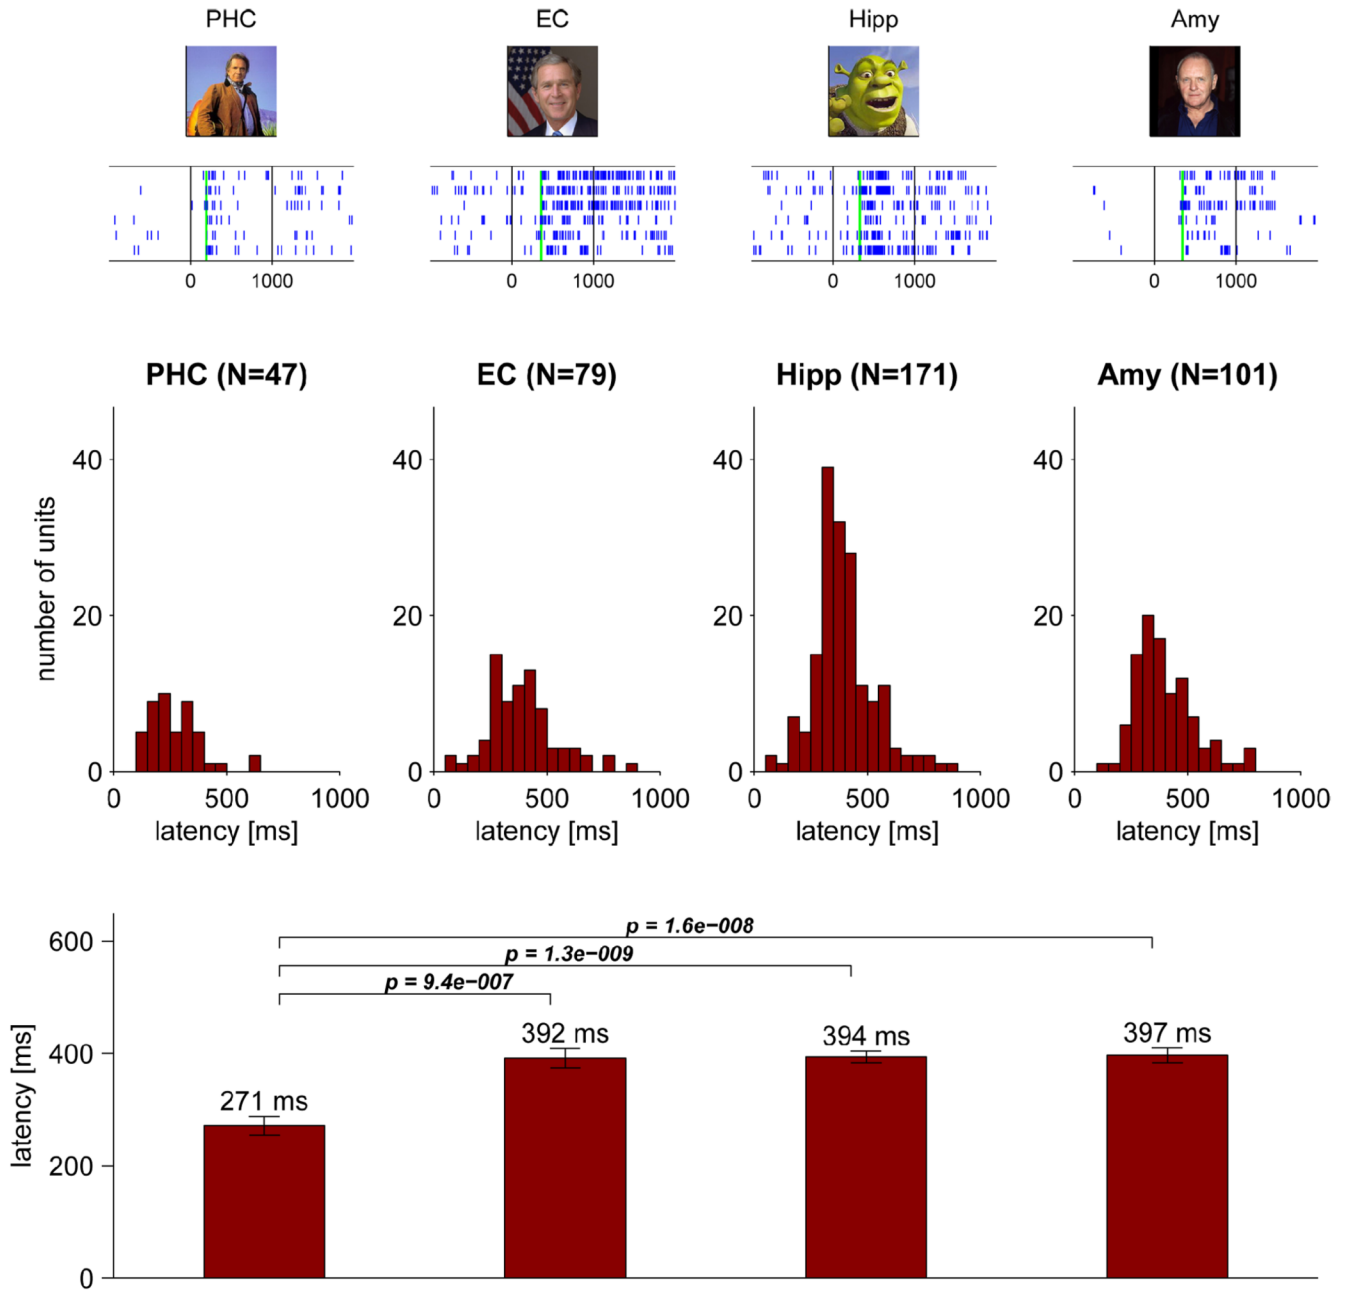 PHC EC Hipp Amy
0 1000 0 1000 0 1000 0 1000
PHC (N=47) EC (N=79) Hipp (N=171) Amy (N=101)
number of units
40 40 40 40
20 20 20 20
0 0 0 0
0 500 1000 0 500 1000 0 500 1000 0 500 1000
latency [ms] latency [ms] latency [ms] latency [ms]
latency [ms]
600
400
200
0
p = 1.6e−008
p = 1.3e−009
p = 9.4e−007
271 ms 392 ms 394 ms 397 ms